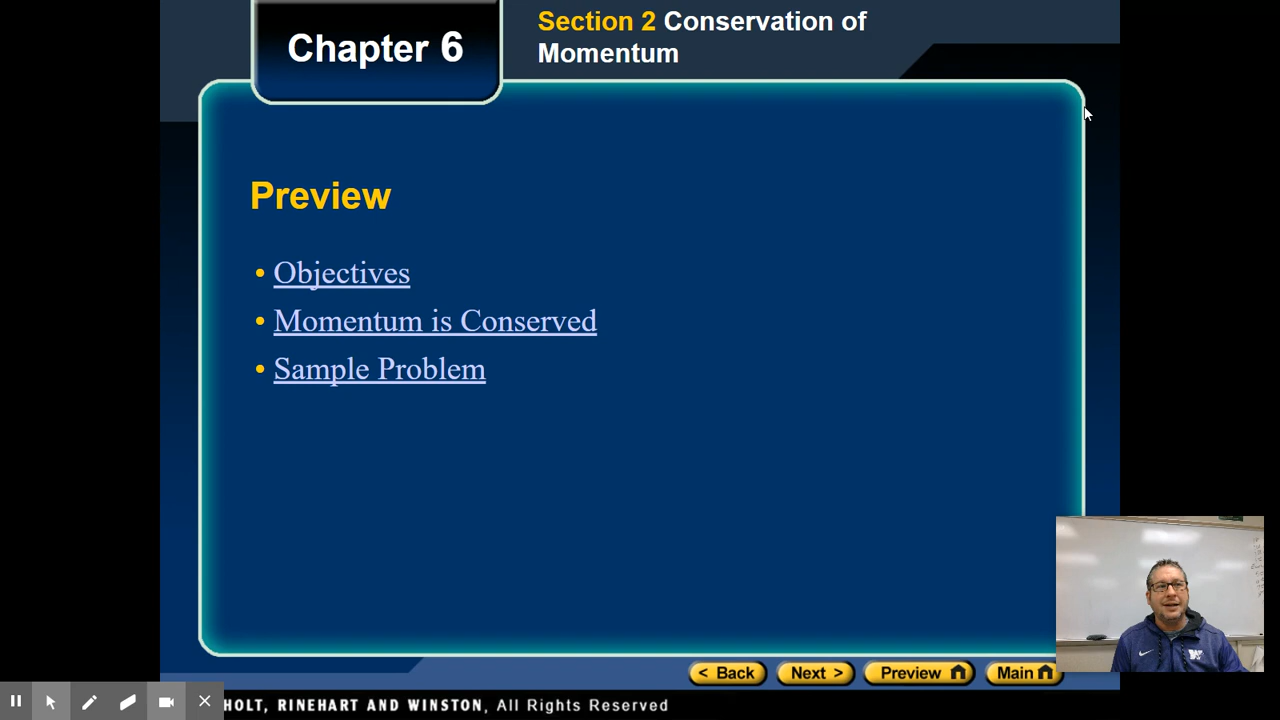 Chapter 6
Section 2 Conservation of
Momentum
Preview
• Objectives
• Momentum is Conserved
• Sample Problem
< Back
Next >
Preview
Main
HOLT, RINEHART AND WINSTON, All Rights Reserved
W